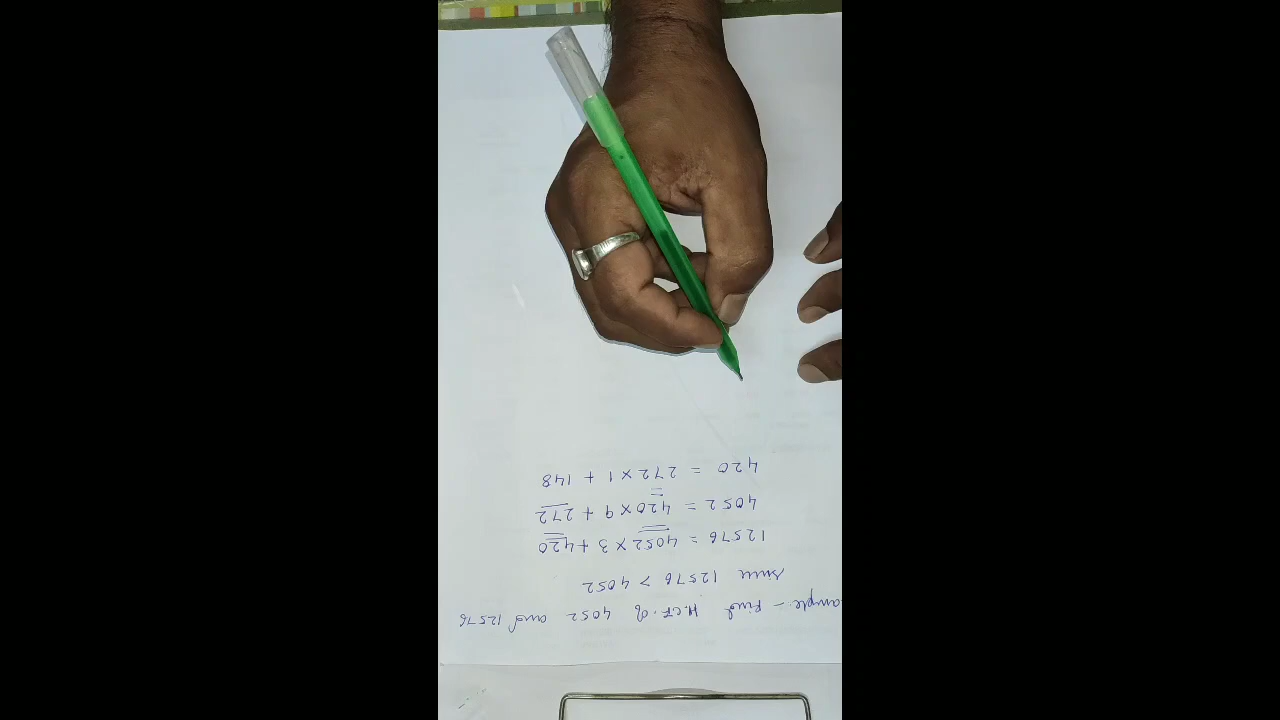 ample - Find H.C.F. of 4052 and 12576
since 12576 > 4052
12576 = 4052 × 3 + 420
4052 = 420 × 9 + 272
420 = 272 × 1 + 148